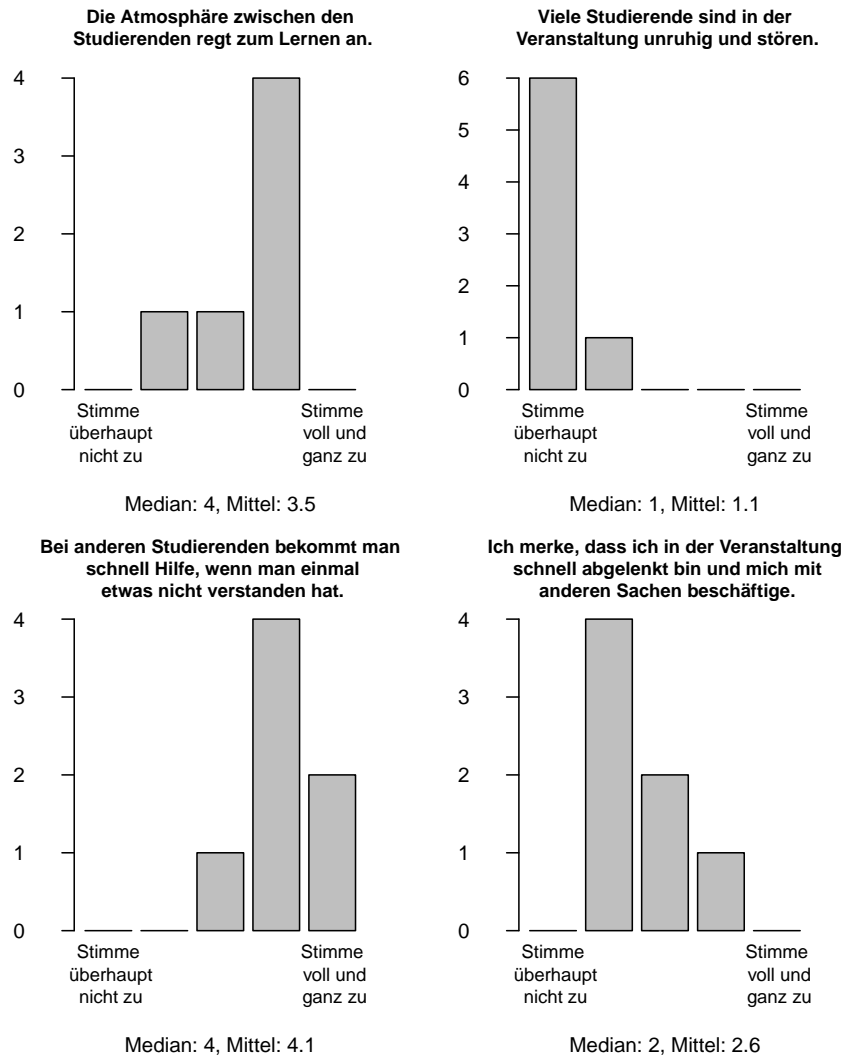 Die Atmosphäre zwischen den
Studierenden regt zum Lernen an.
4
3
2
1
0
Stimme
überhaupt
nicht zu
Stimme
voll und
ganz zu
Median: 4, Mittel: 3.5
Viele Studierende sind in der
Veranstaltung unruhig und stören.
6
5
4
3
2
1
0
Stimme
überhaupt
nicht zu
Stimme
voll und
ganz zu
Median: 1, Mittel: 1.1
Bei anderen Studierenden bekommt man
schnell Hilfe, wenn man einmal
etwas nicht verstanden hat.
4
3
2
1
0
Stimme
überhaupt
nicht zu
Stimme
voll und
ganz zu
Median: 4, Mittel: 4.1
Ich merke, dass ich in der Veranstaltung
schnell abgelenkt bin und mich mit
anderen Sachen beschäftige.
4
3
2
1
0
Stimme
überhaupt
nicht zu
Stimme
voll und
ganz zu
Median: 2, Mittel: 2.6